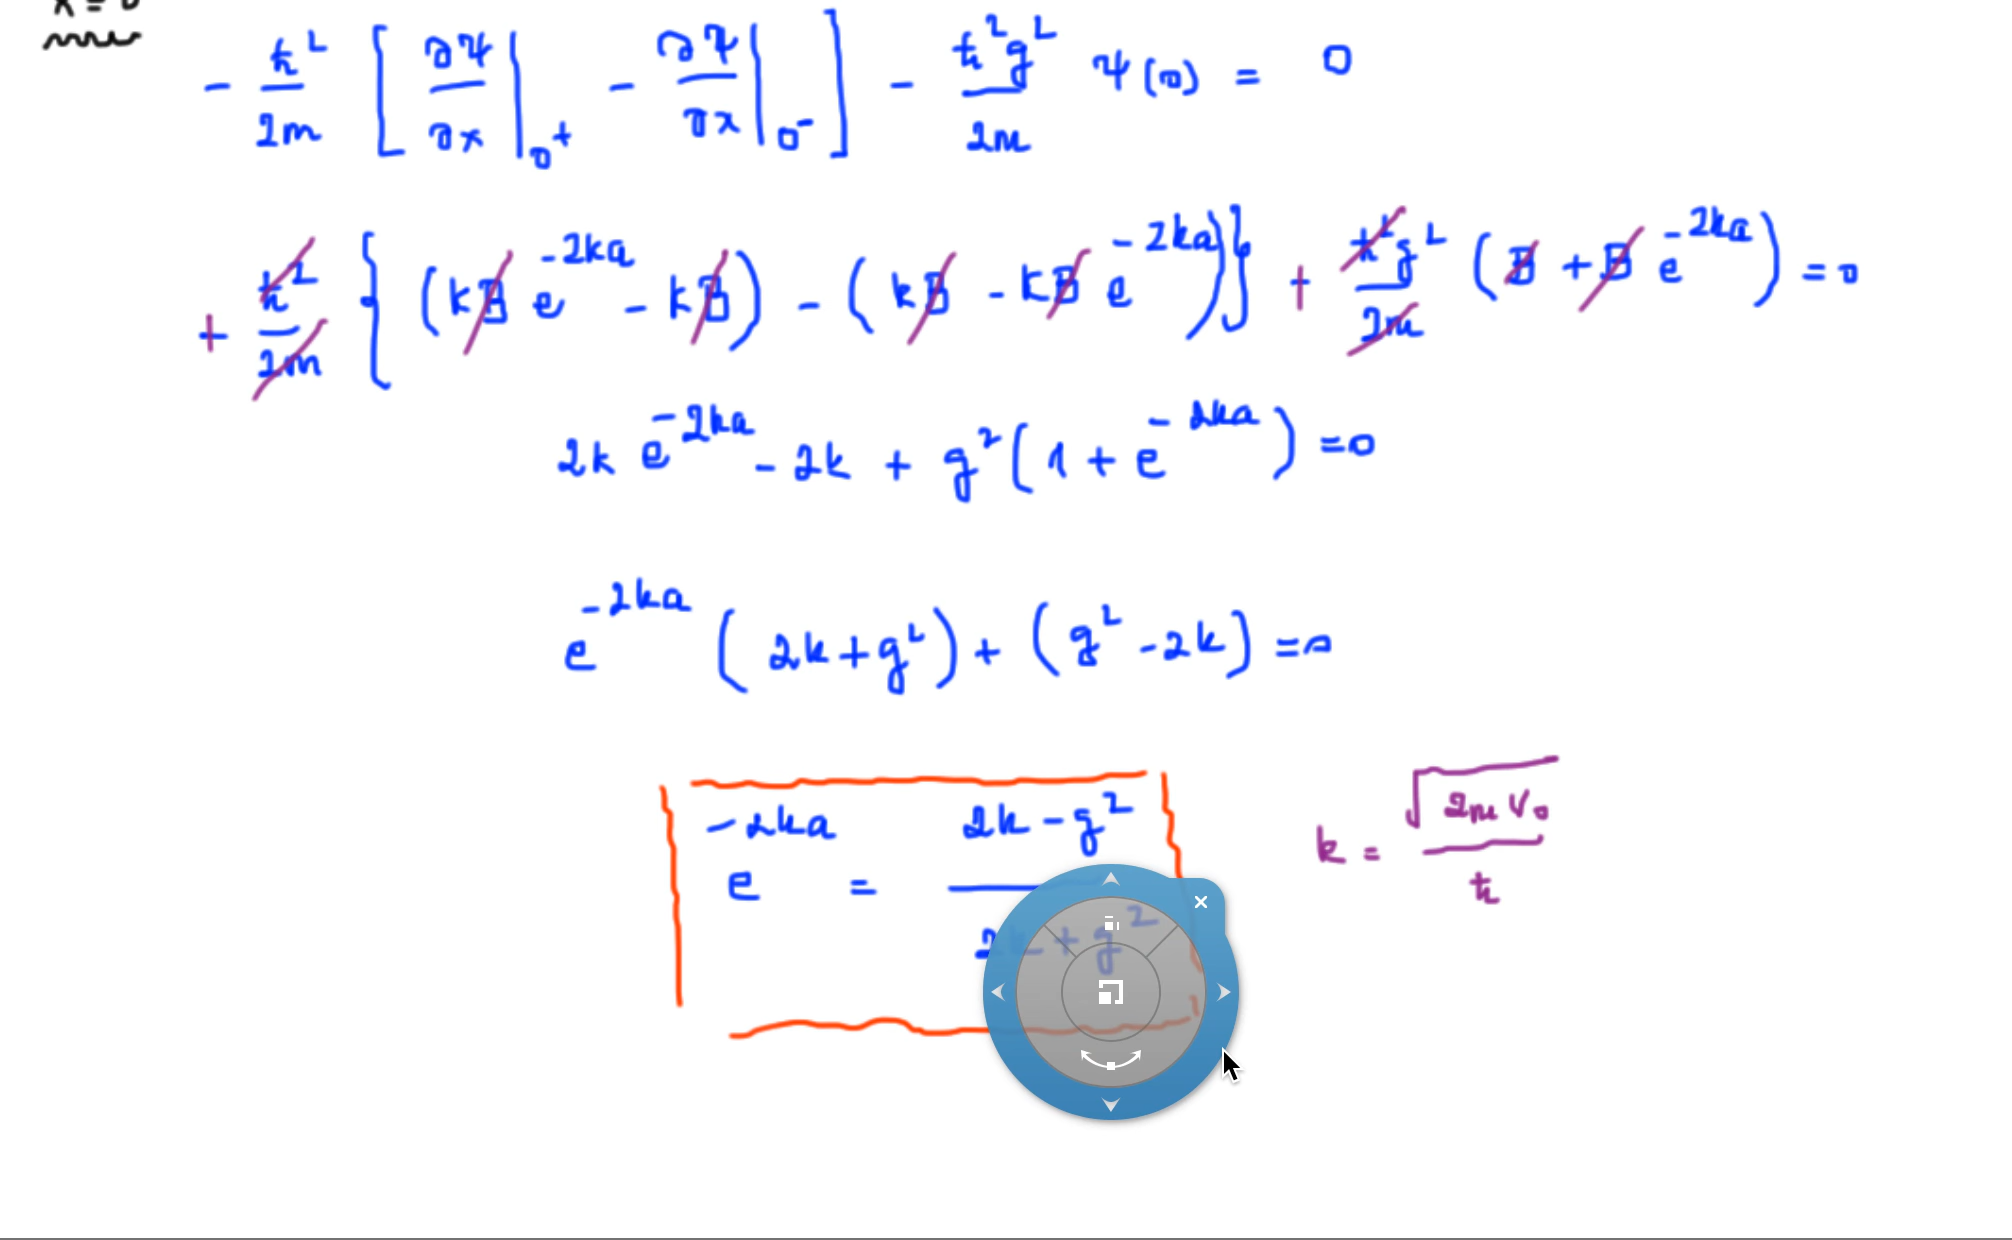 x = 0
- ħ²/2m [ ∂ψ/∂x |₀⁺ - ∂ψ/∂x |₀⁻ ] - ħ²g²/2m ψ(0) = 0
+ ħ²/2m { (kB e^{-2ka} - kB) - (kB - kB e^{-2ka}) } + ħ²g²/2m (B + B e^{-2ka}) = 0
2k e^{-2ka} - 2k + g² (1 + e^{-2ka}) = 0
e^{-2ka} (2k + g²) + (g² - 2k) = 0
e^{-2ka} = (2k - g²)/(2k + g²)
k = √(2mV₀)/ħ